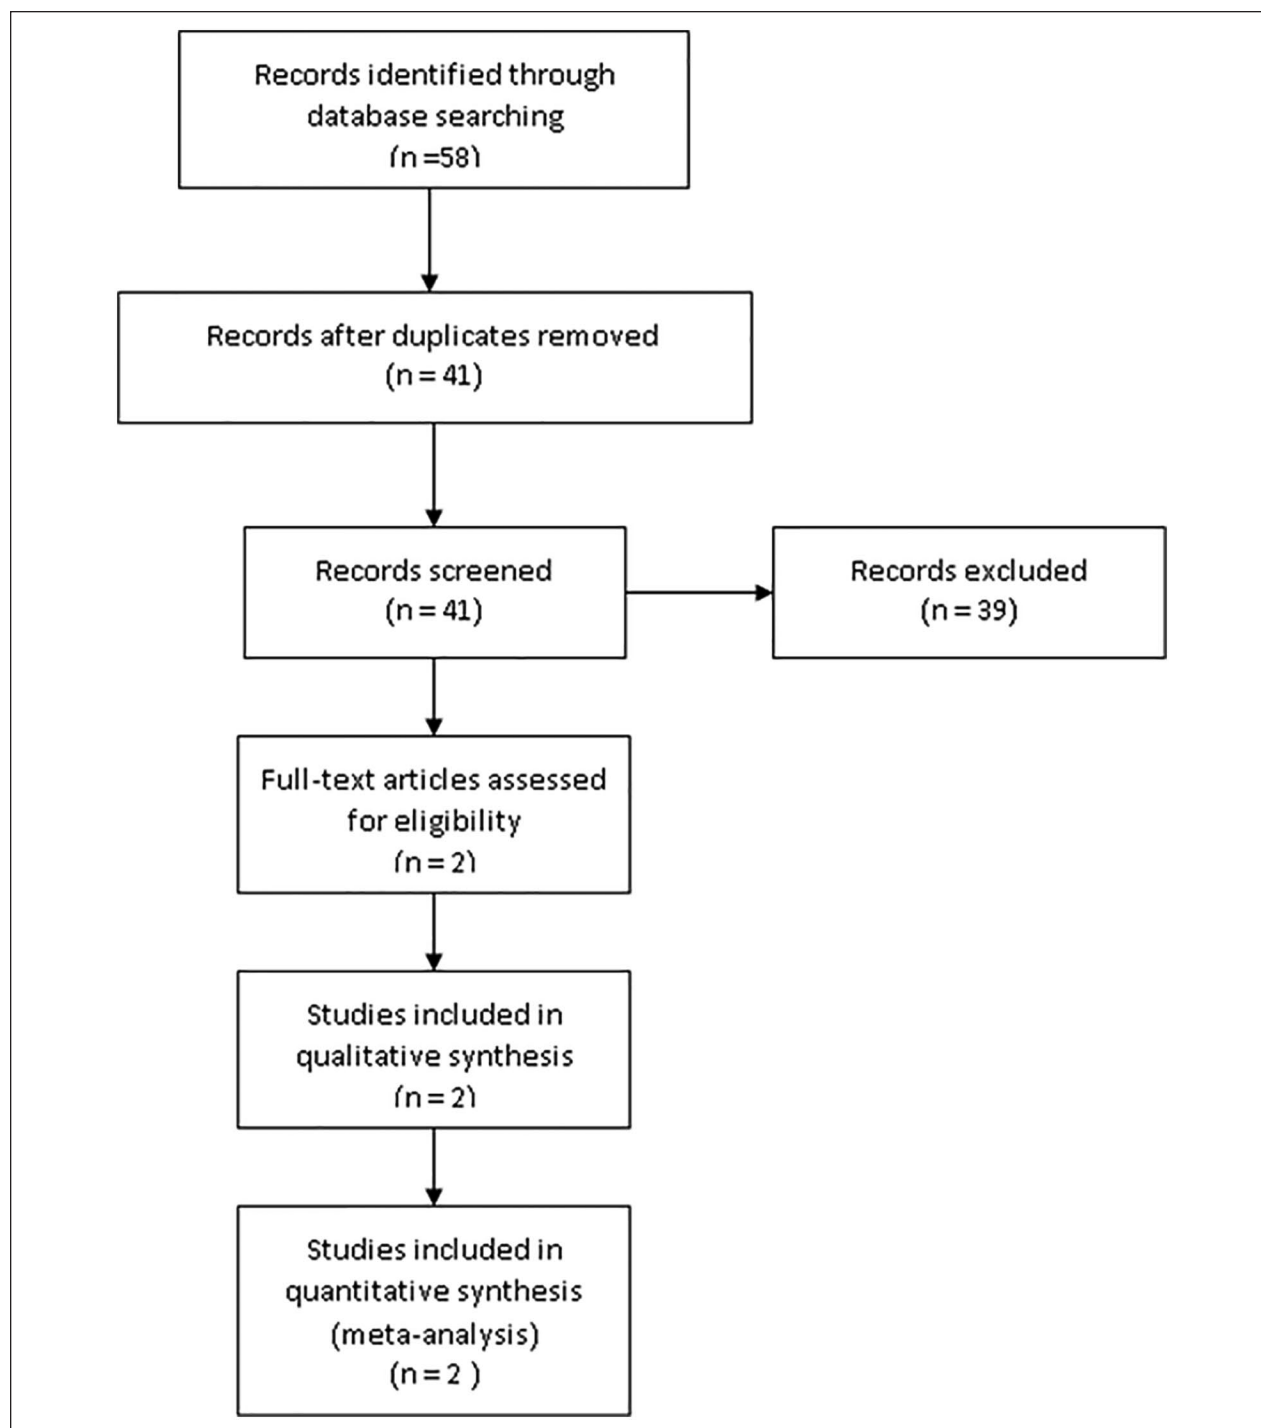 Records identified through
database searching
(n =58)
Records after duplicates removed
(n = 41)
Records screened
(n = 41)
Records excluded
(n = 39)
Full-text articles assessed
for eligibility
(n = 2)
Studies included in
qualitative synthesis
(n = 2)
Studies included in
quantitative synthesis
(meta-analysis)
(n = 2 )